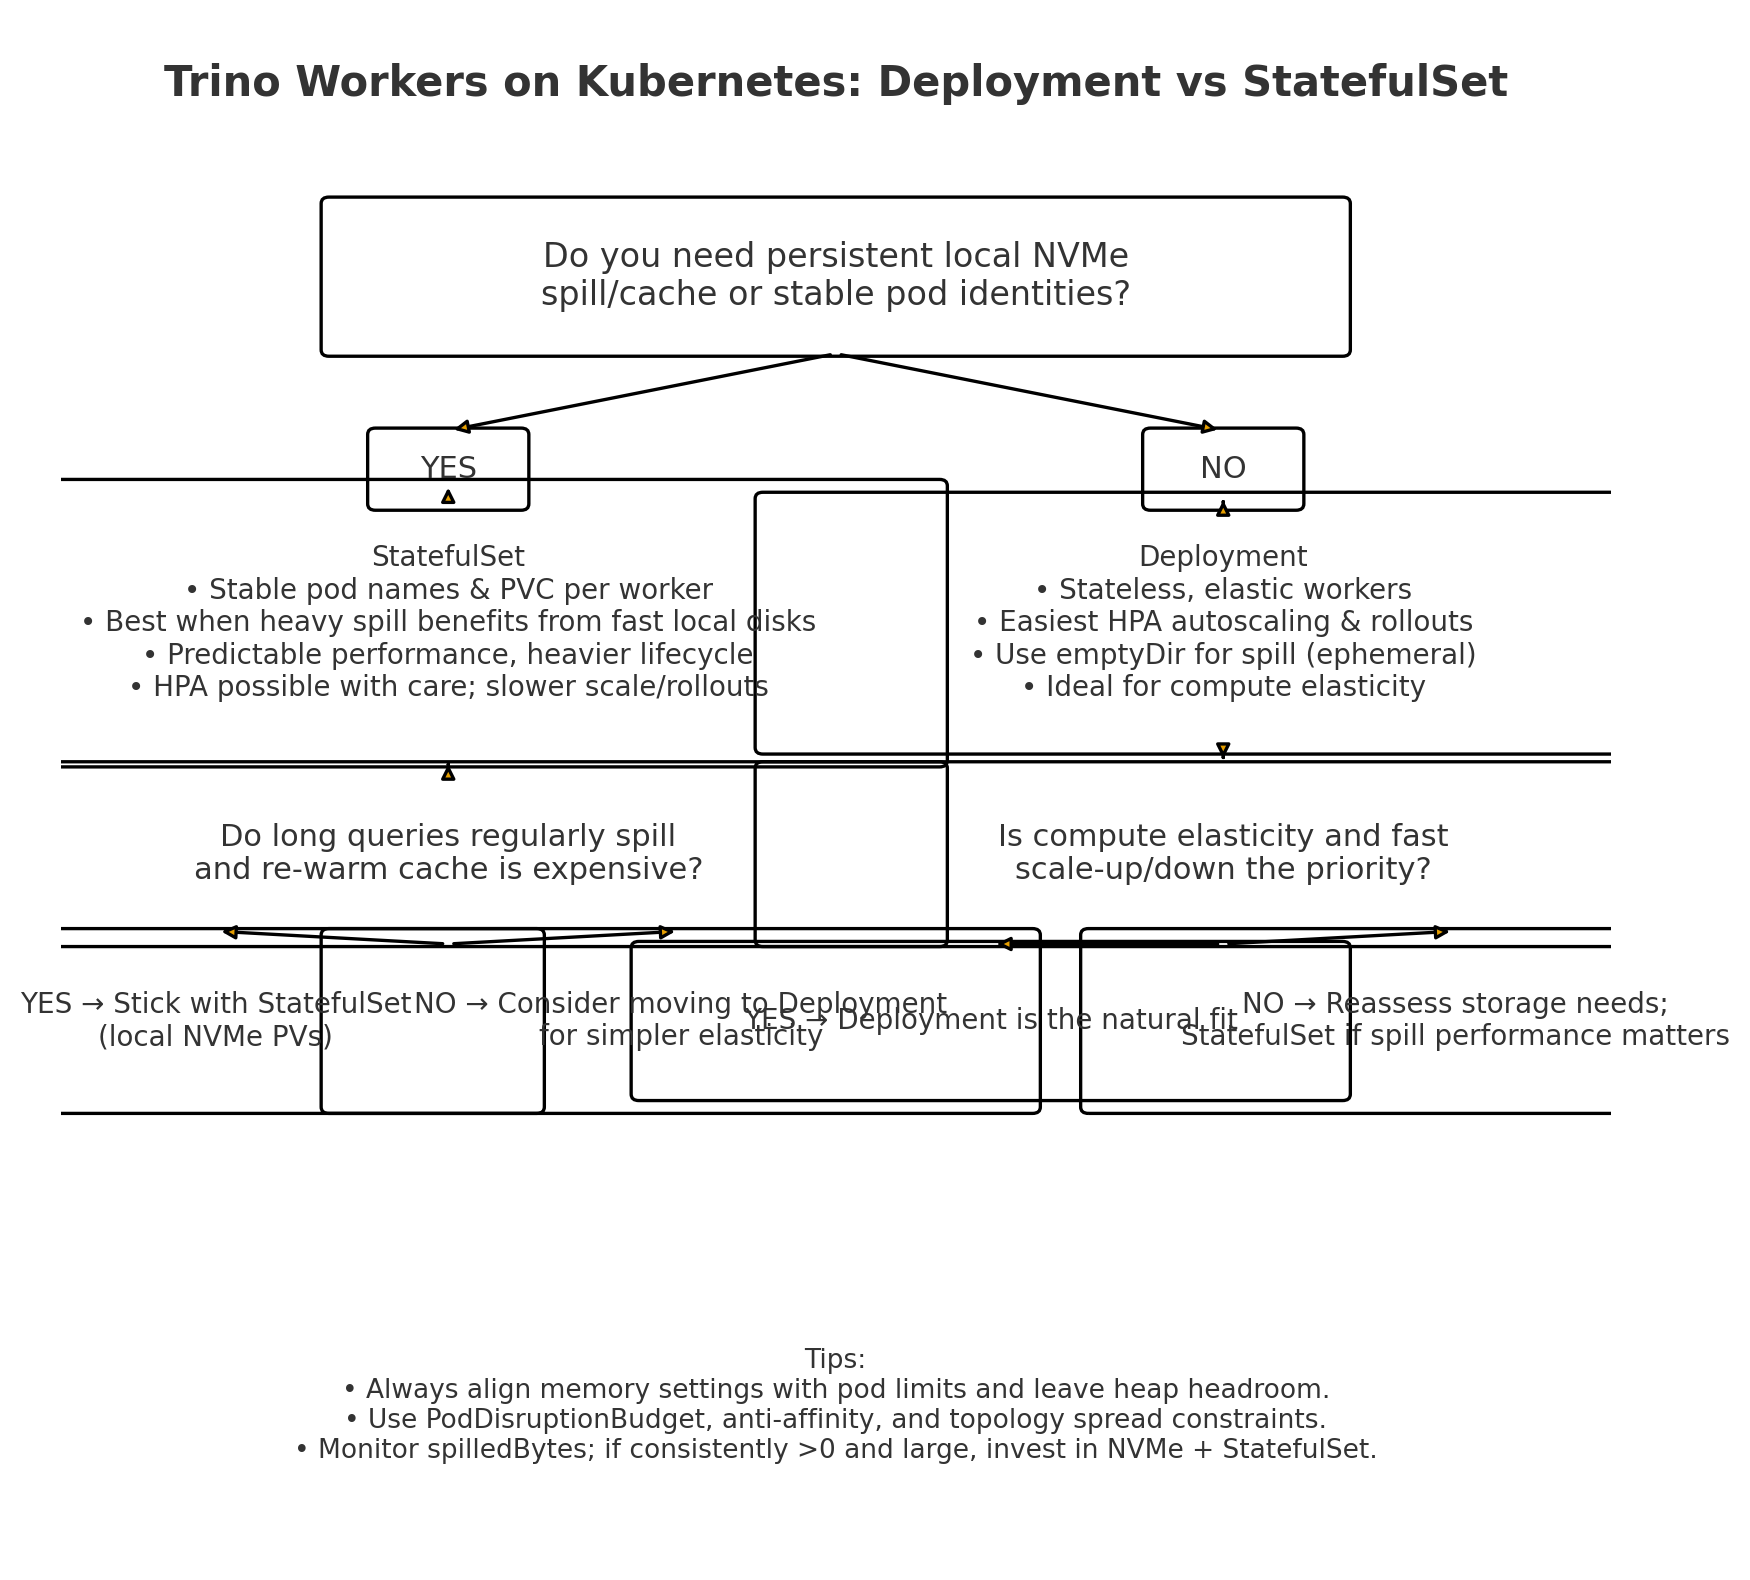 Trino Workers on Kubernetes: Deployment vs StatefulSet
Do you need persistent local NVMe
spill/cache or stable pod identities?
YES
NO
StatefulSet
• Stable pod names & PVC per worker
• Best when heavy spill benefits from fast local disks
• Predictable performance, heavier lifecycle
• HPA possible with care; slower scale/rollouts
Deployment
• Stateless, elastic workers
• Easiest HPA autoscaling & rollouts
• Use emptyDir for spill (ephemeral)
• Ideal for compute elasticity
Do long queries regularly spill
and re-warm cache is expensive?
Is compute elasticity and fast
scale-up/down the priority?
YES → Stick with StatefulSet
(local NVMe PVs)
NO → Consider moving to Deployment
for simpler elasticity
YES → Deployment is the natural fit
NO → Reassess storage needs;
StatefulSet if spill performance matters
Tips:
• Always align memory settings with pod limits and leave heap headroom.
• Use PodDisruptionBudget, anti-affinity, and topology spread constraints.
• Monitor spilledBytes; if consistently >0 and large, invest in NVMe + StatefulSet.